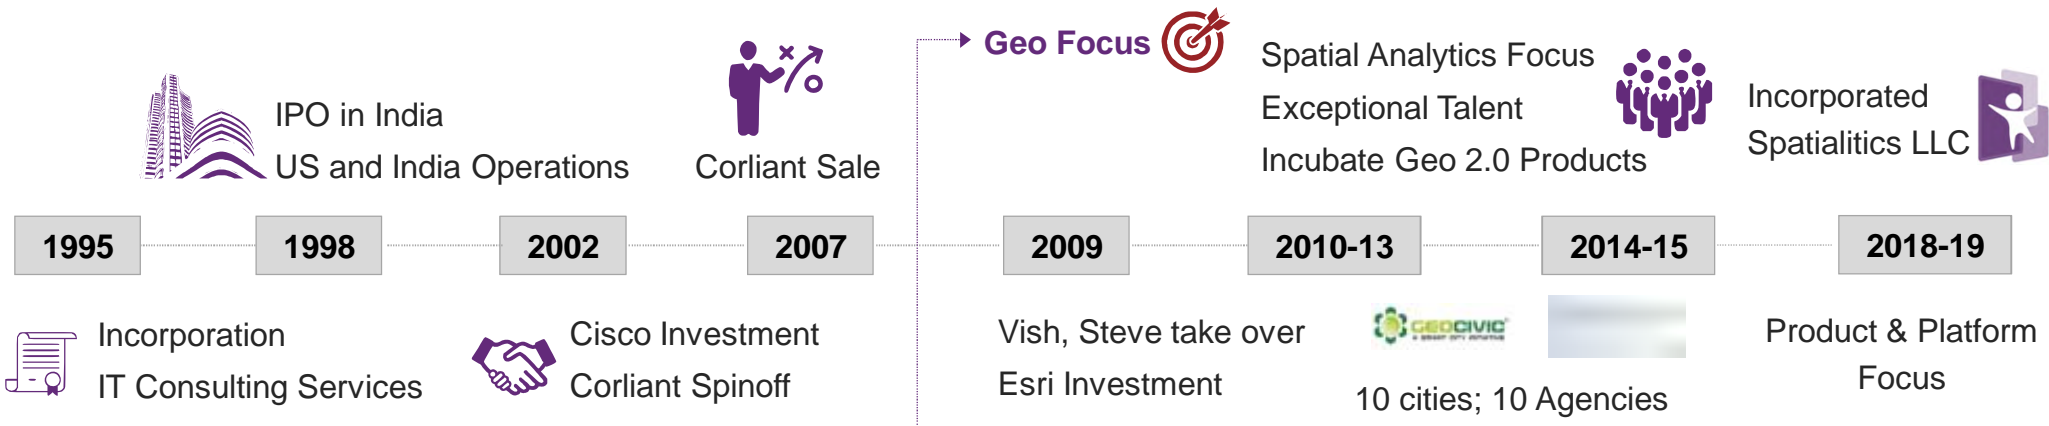 Geo Focus
IPO in India
US and India Operations
Corliant Sale
Spatial Analytics Focus
Exceptional Talent
Incubate Geo 2.0 Products
Incorporated
Spatialitics LLC
1995
1998
2002
2007
2009
2010-13
2014-15
2018-19
Incorporation
IT Consulting Services
Cisco Investment
Corliant Spinoff
Vish, Steve take over
Esri Investment
GEOCIVIC
A SMART CITY INITIATIVE
10 cities; 10 Agencies
Product & Platform
Focus